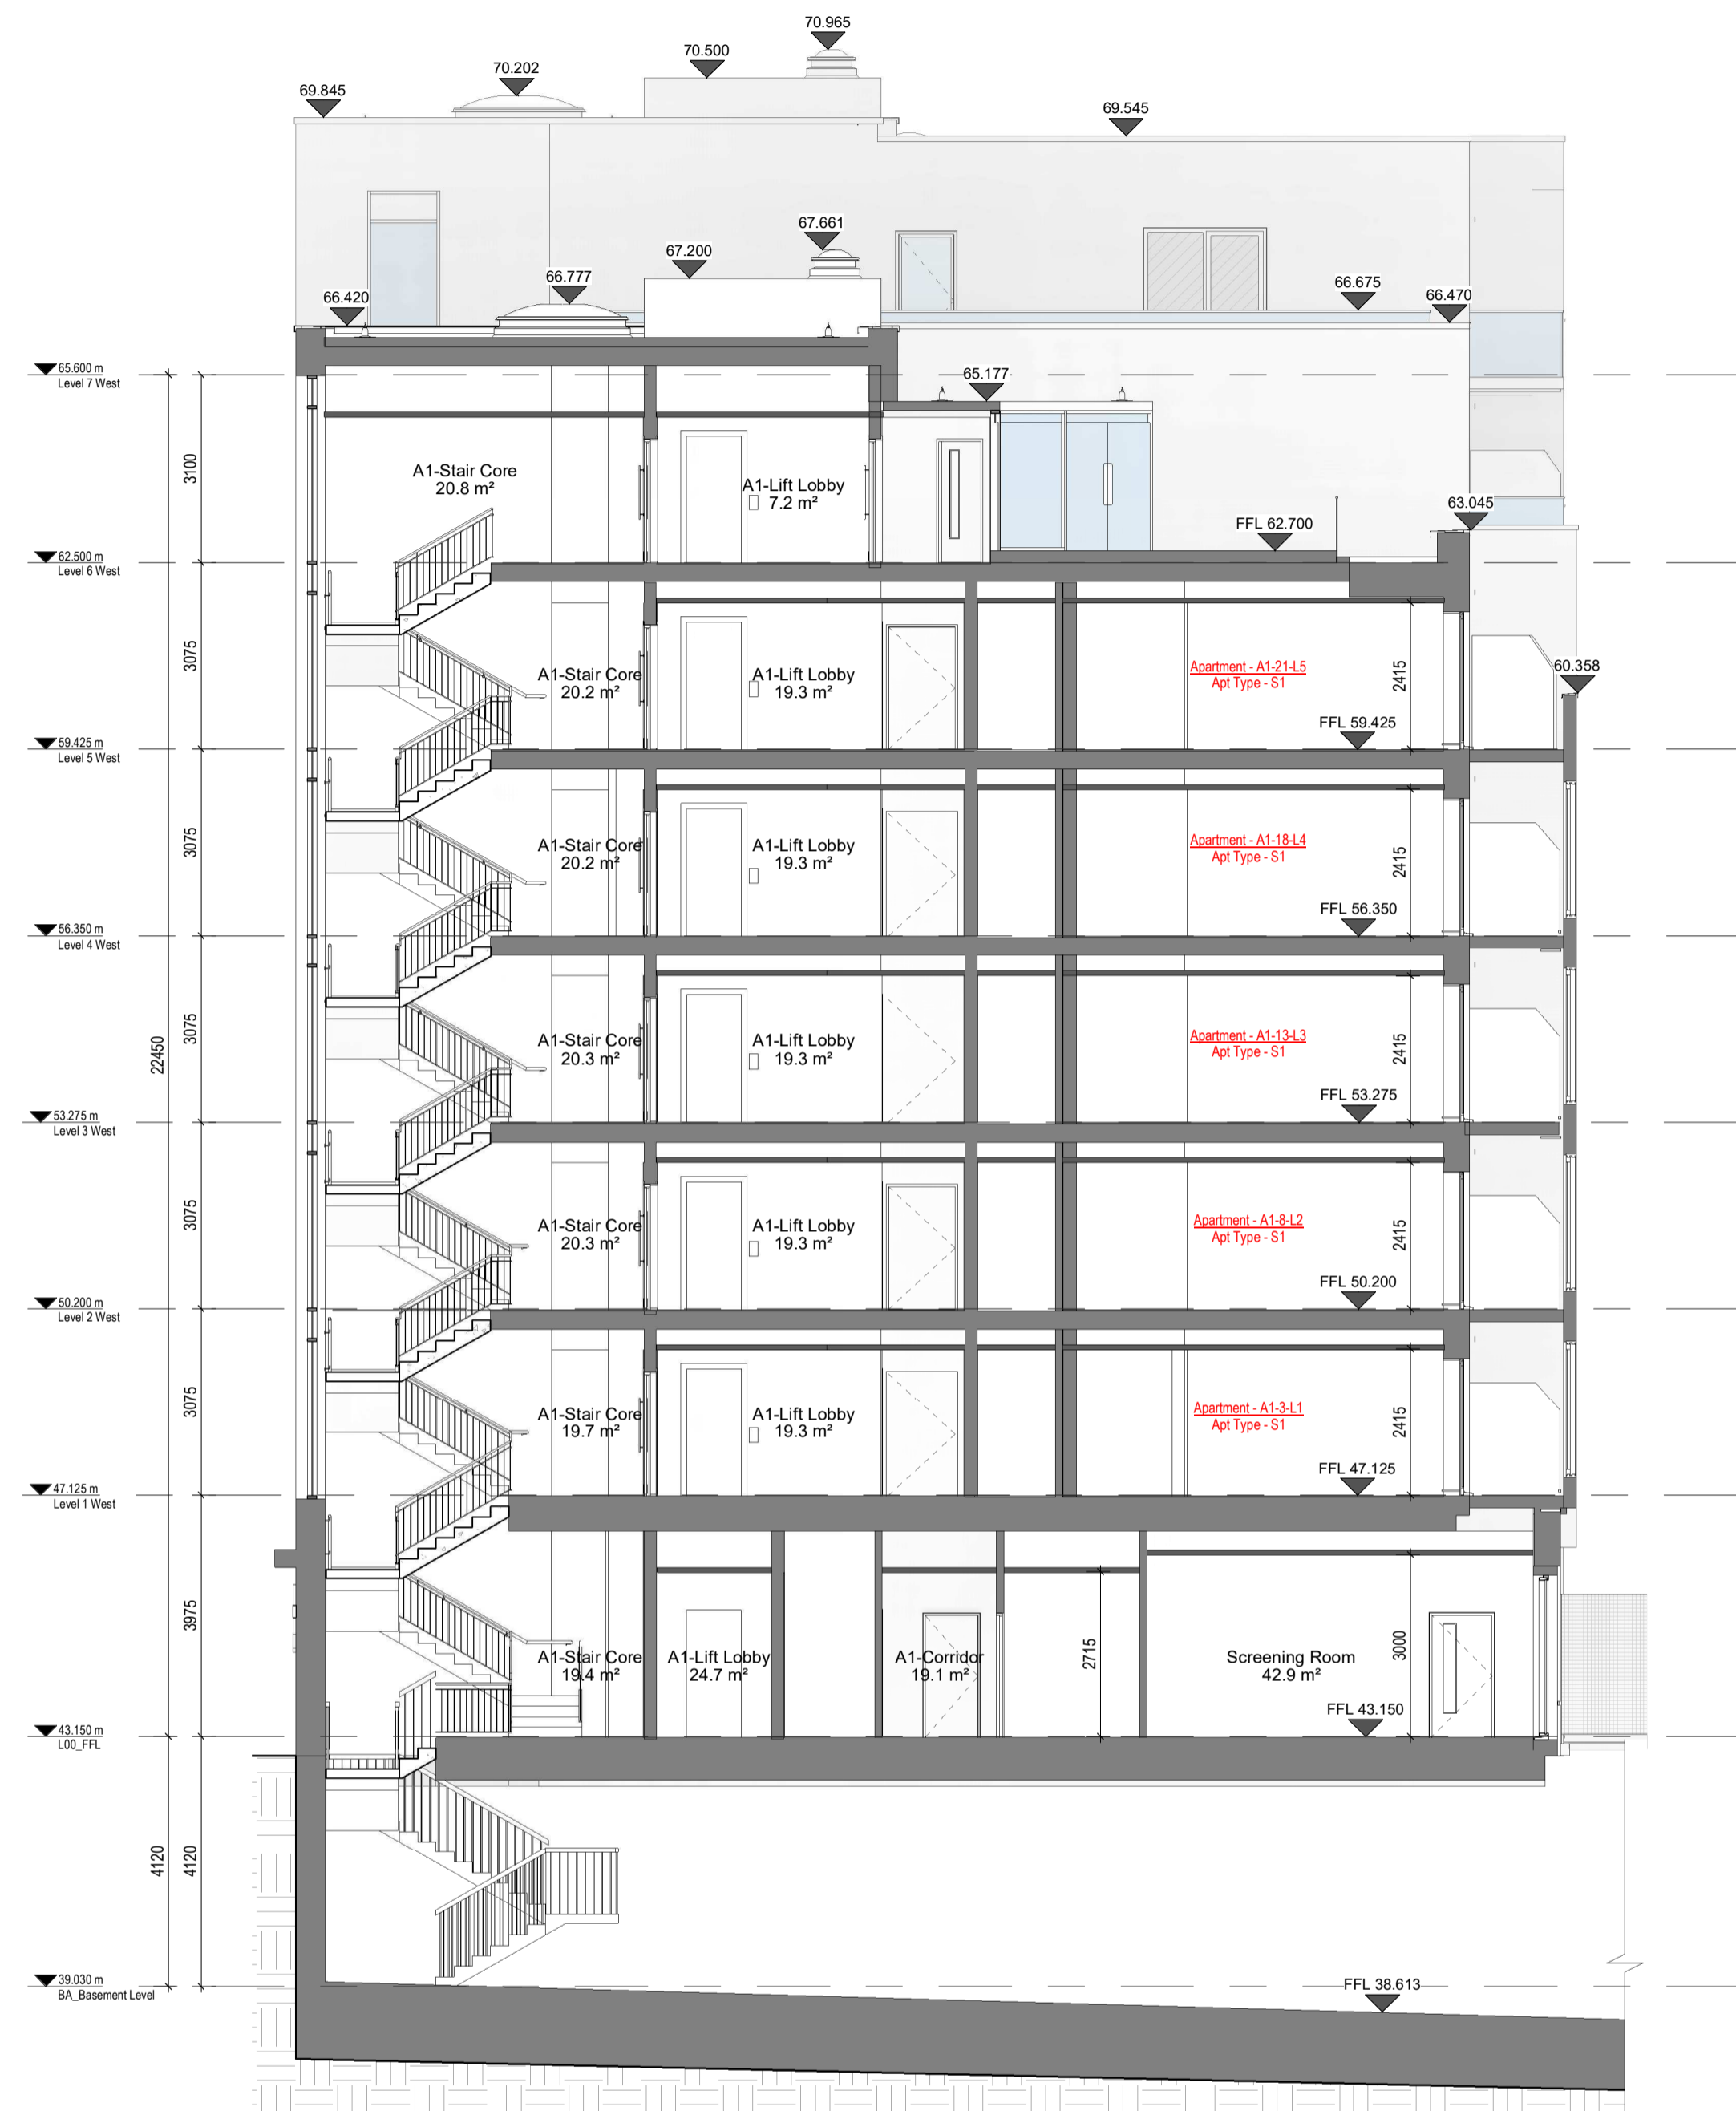 70.965
70.500
70.202
69.845
69.545
67.661
67.200
66.777
66.675
66.470
66.420
65.600 m
Level 7 West
65.177
3100
A1-Stair Core
20.8 m²
A1-Lift Lobby
7.2 m²
63.045
FFL 62.700
62.500 m
Level 6 West
3075
A1-Stair Core
20.2 m²
A1-Lift Lobby
19.3 m²
Apartment - A1-21-L5
Apt Type - S1
2415
60.358
FFL 59.425
59.425 m
Level 5 West
3075
A1-Stair Core
20.2 m²
A1-Lift Lobby
19.3 m²
Apartment - A1-18-L4
Apt Type - S1
2415
FFL 56.350
56.350 m
Level 4 West
22450
3075
A1-Stair Core
20.3 m²
A1-Lift Lobby
19.3 m²
Apartment - A1-13-L3
Apt Type - S1
2415
FFL 53.275
53.275 m
Level 3 West
3075
A1-Stair Core
20.3 m²
A1-Lift Lobby
19.3 m²
Apartment - A1-8-L2
Apt Type - S1
2415
FFL 50.200
50.200 m
Level 2 West
3075
A1-Stair Core
19.7 m²
A1-Lift Lobby
19.3 m²
Apartment - A1-3-L1
Apt Type - S1
2415
FFL 47.125
47.125 m
Level 1 West
3975
A1-Stair Core
19.4 m²
A1-Lift Lobby
24.7 m²
A1-Corridor
19.1 m²
2715
Screening Room
42.9 m²
3000
FFL 43.150
43.150 m
L00_FFL
4120
4120
39.030 m
BA_Basement Level
FFL 38.613